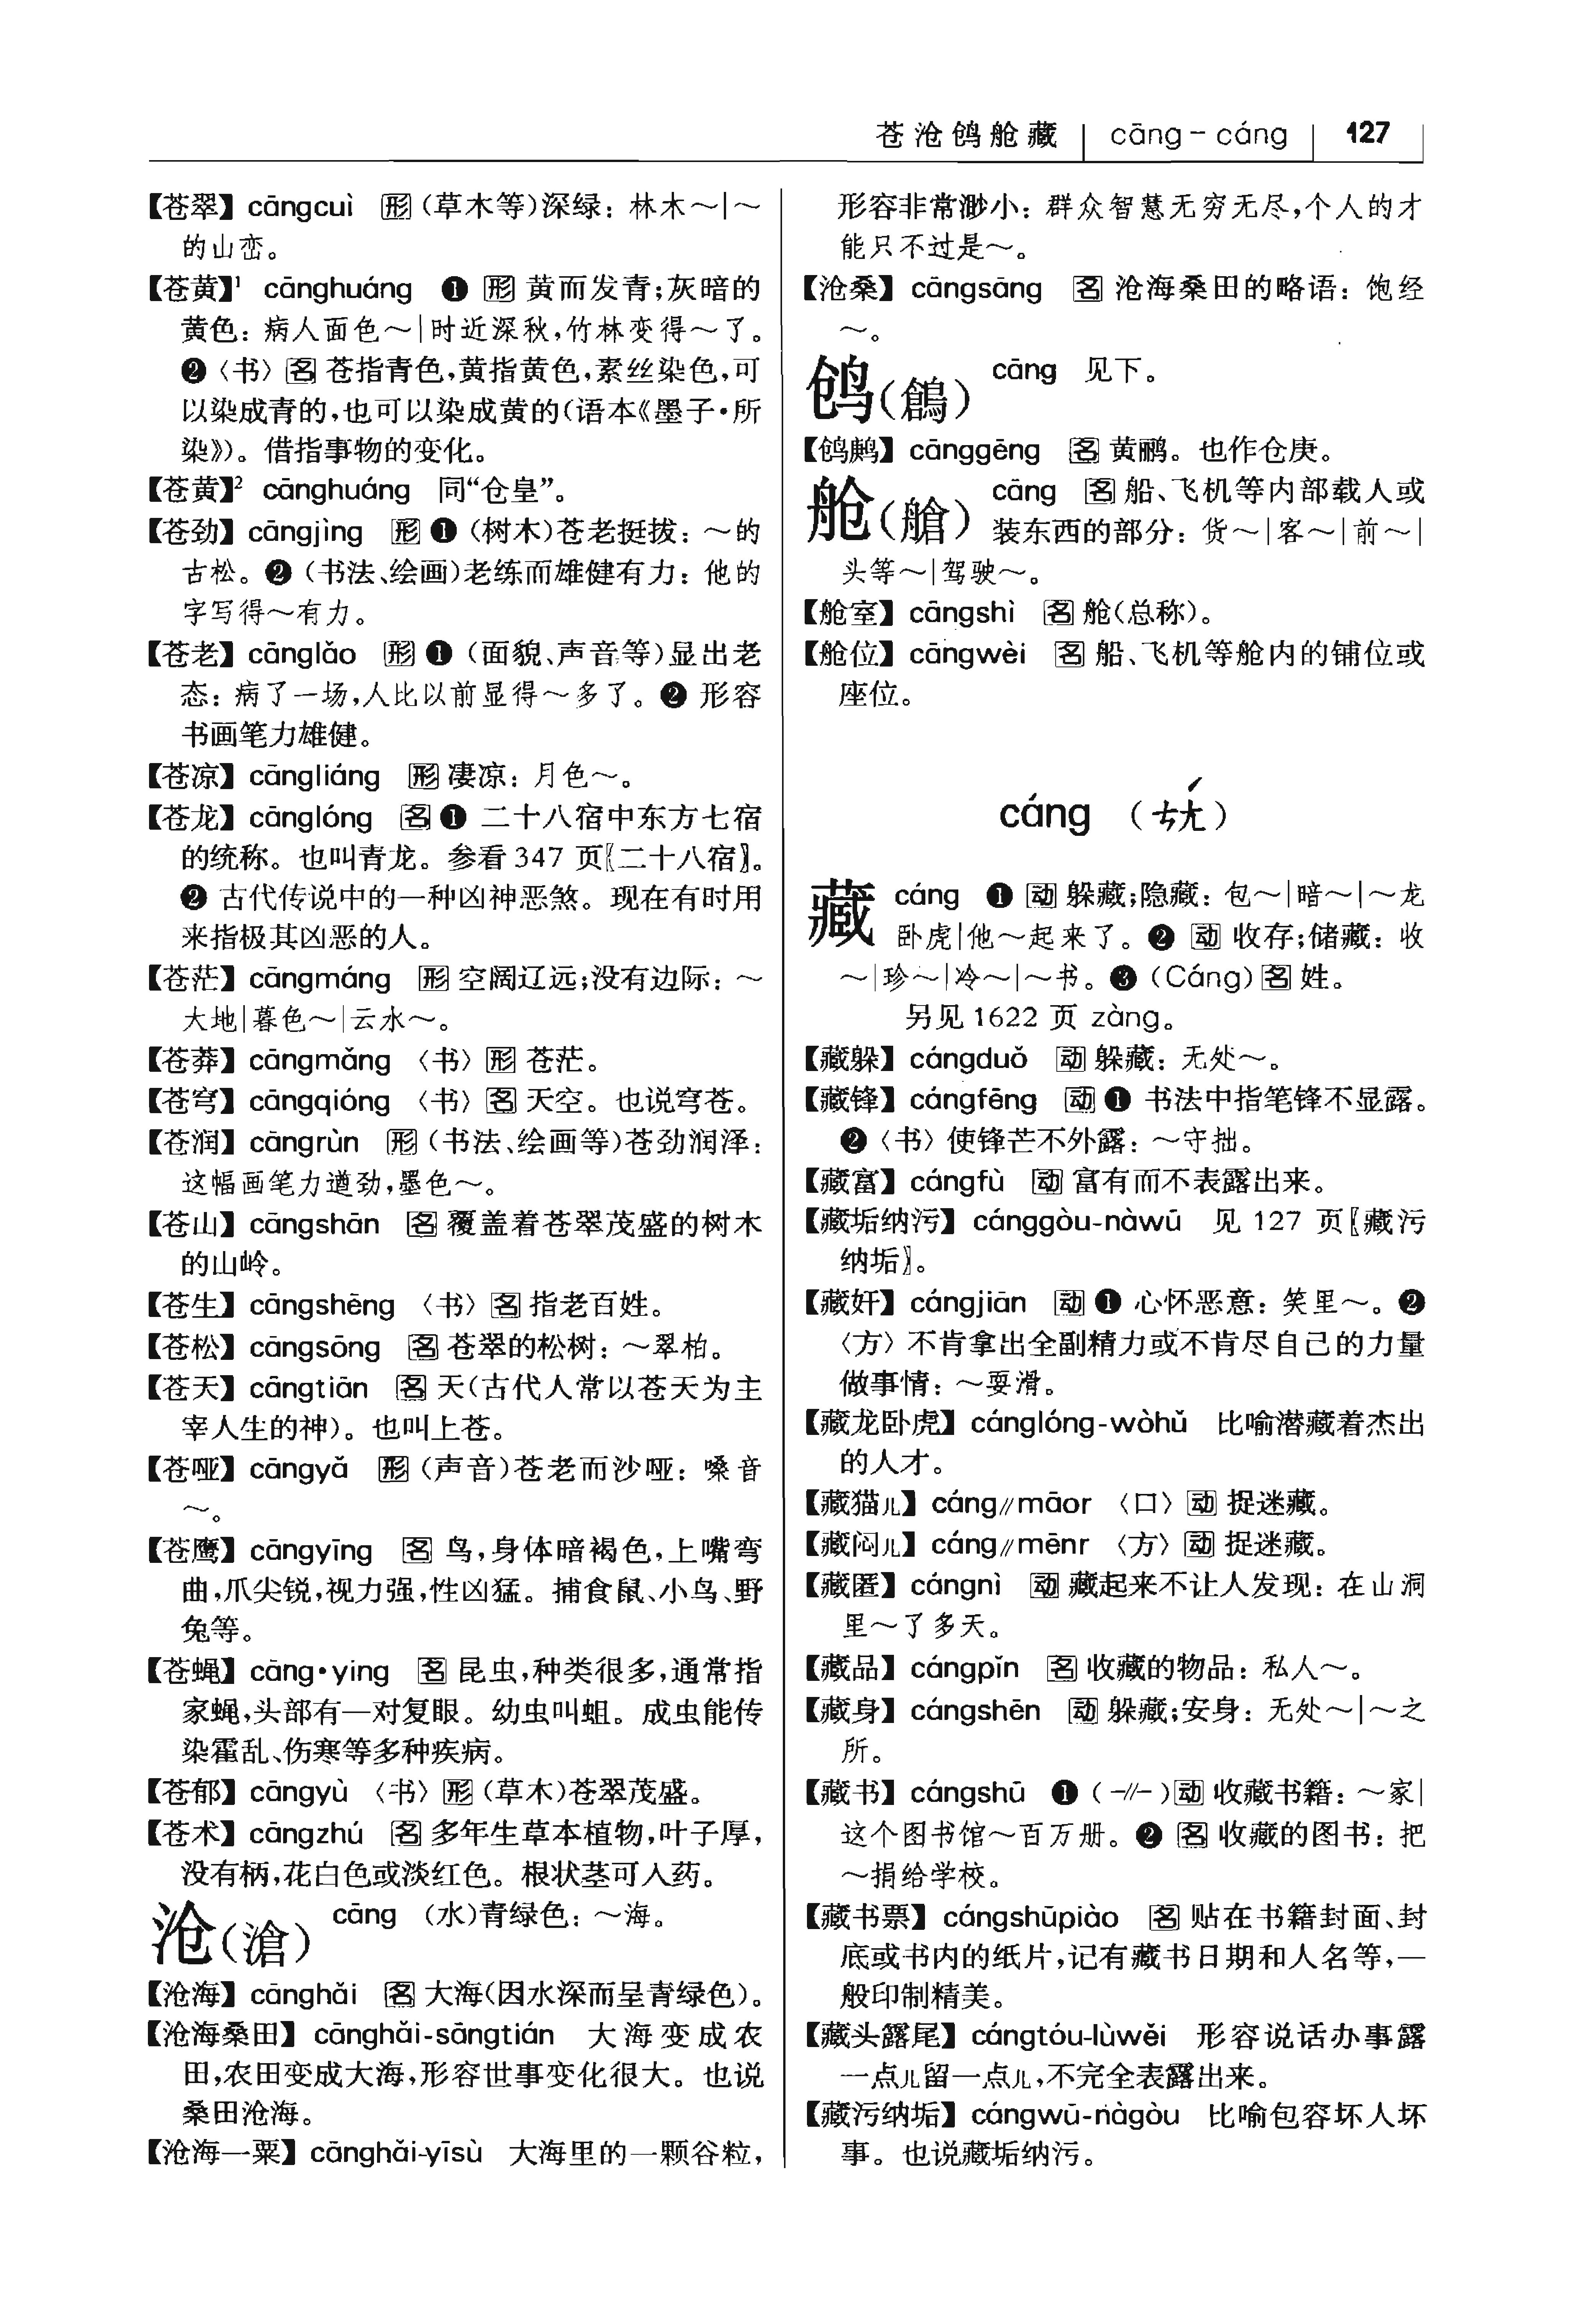 苍沧鸧舱藏 cāng－cáng 127
【苍翠】cāngcuì 形（草木等）深绿：林木～|～
的山峦。
【苍黄】¹ cānghuáng ❶ 形 黄而发青；灰暗的
黄色：病人面色～|时近深秋，竹林变得～了。
❷〈书〉名 苍指青色，黄指黄色，素丝染色，可
以染成青的，也可以染成黄的（语本《墨子·所
染》）。借指事物的变化。
【苍黄】² cānghuáng 同“仓皇”。
【苍劲】cāngjìng 形 ❶（树木）苍老挺拔：～的
古松。❷（书法、绘画）老练而雄健有力：他的
字写得～有力。
【苍老】cānglǎo 形 ❶（面貌、声音等）显出老
态：病了一场，人比以前显得～多了。❷ 形容
书画笔力雄健。
【苍凉】cāngliáng 形 凄凉：月色～。
【苍龙】cānglóng 名 ❶ 二十八宿中东方七宿
的统称。也叫青龙。参看347 页〖二十八宿〗。
❷ 古代传说中的一种凶神恶煞。现在有时用
来指极其凶恶的人。
【苍茫】cāngmáng 形 空阔辽远；没有边际：～
大地|暮色～|云水～。
【苍莽】cāngmǎng〈书〉形 苍茫。
【苍穹】cāngqióng〈书〉名 天空。也说穹苍。
【苍润】cāngrùn 形（书法、绘画等）苍劲润泽：
这幅画笔力遒劲，墨色～。
【苍山】cāngshān 名 覆盖着苍翠茂盛的树木
的山岭。
【苍生】cāngshēng〈书〉名 指老百姓。
【苍松】cāngsōng 名 苍翠的松树：～翠柏。
【苍天】cāngtiān 名 天（古代人常以苍天为主
宰人生的神）。也叫上苍。
【苍哑】cāngyǎ 形（声音）苍老而沙哑：嗓音
～。
【苍鹰】cāngyīng 名 鸟，身体暗褐色，上嘴弯
曲，爪尖锐，视力强，性凶猛。捕食鼠、小鸟、野
兔等。
【苍蝇】cāng·ying 名 昆虫，种类很多，通常指
家蝇，头部有一对复眼。幼虫叫蛆。成虫能传
染霍乱、伤寒等多种疾病。
【苍郁】cāngyù〈书〉形（草木）苍翠茂盛。
【苍术】cāngzhú 名 多年生草本植物，叶子厚，
没有柄，花白色或淡红色。根状茎可入药。
沧（滄） cāng （水）青绿色：～海。
【沧海】cānghǎi 名 大海（因水深而呈青绿色）。
【沧海桑田】cānghǎi-sāngtián 大海变成农
田，农田变成大海，形容世事变化很大。也说
桑田沧海。
【沧海一粟】cānghǎi-yīsù 大海里的一颗谷粒，
形容非常渺小：群众智慧无穷无尽，个人的才
能只不过是～。
【沧桑】cāngsāng 名 沧海桑田的略语：饱经
～。
鸧（鶬） cāng 见下。
【鸧鹒】cānggēng 名 黄鹂。也作仓庚。
舱（艙） cāng 名 船、飞机等内部载人或
装东西的部分：货～|客～|前～|
头等～|驾驶～。
【舱室】cāngshì 名 舱（总称）。
【舱位】cāngwèi 名 船、飞机等舱内的铺位或
座位。
cáng （ㄘㄤˊ）
藏 cáng ❶ 动 躲藏；隐藏：包～|暗～|～龙
卧虎|他～起来了。❷ 动 收存；储藏：收
～|珍～|冷～|～书。❸（Cáng）名 姓。
另见1622 页 zàng。
【藏躲】cángduǒ 动 躲藏：无处～。
【藏锋】cángfēng 动 ❶ 书法中指笔锋不显露。
❷〈书〉使锋芒不外露：～守拙。
【藏富】cángfù 动 富有而不表露出来。
【藏垢纳污】cánggòu-nàwū 见 127 页〖藏污
纳垢〗。
【藏奸】cángjiān 动 ❶ 心怀恶意：笑里～。❷
〈方〉不肯拿出全副精力或不肯尽自己的力量
做事情：～耍滑。
【藏龙卧虎】cánglóng-wòhǔ 比喻潜藏着杰出
的人才。
【藏猫儿】cáng∥māor〈口〉动 捉迷藏。
【藏闷儿】cáng∥mēnr〈方〉动 捉迷藏。
【藏匿】cángnì 动 藏起来不让人发现：在山洞
里～了多天。
【藏品】cángpǐn 名 收藏的物品：私人～。
【藏身】cángshēn 动 躲藏；安身：无处～|～之
所。
【藏书】cángshū ❶（-∥-）动 收藏书籍：～家|
这个图书馆～百万册。❷ 名 收藏的图书：把
～捐给学校。
【藏书票】cángshūpiào 名 贴在书籍封面、封
底或书内的纸片，记有藏书日期和人名等，一
般印制精美。
【藏头露尾】cángtóu-lùwěi 形容说话办事露
一点儿留一点儿，不完全表露出来。
【藏污纳垢】cángwū-nàgòu 比喻包容坏人坏
事。也说藏垢纳污。